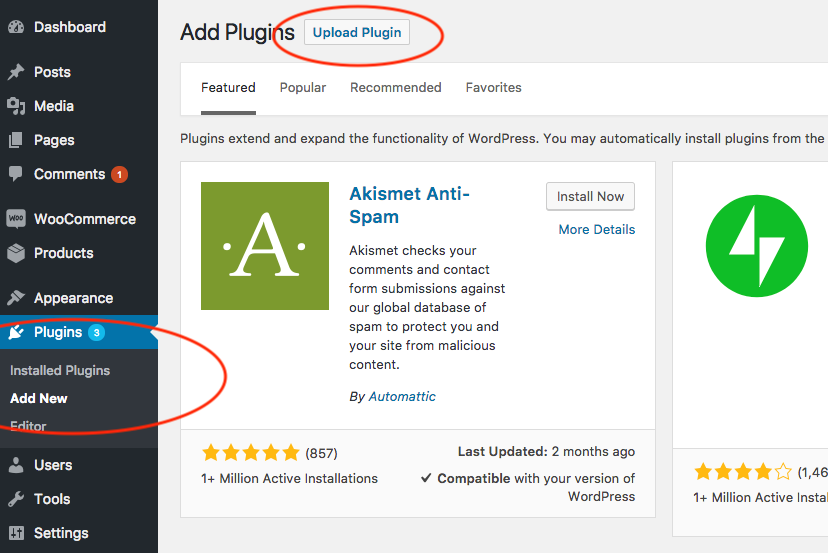 Dashboard
Posts
Media
Pages
Comments 1
WooCommerce
Products
Appearance
Plugins 3
Installed Plugins
Add New
Editor
Users
Tools
Settings
Add Plugins Upload Plugin
Featured Popular Recommended Favorites
Plugins extend and expand the functionality of WordPress. You may automatically install plugins from the
A
Akismet Anti-
Spam
Install Now
More Details
Akismet checks your
comments and contact
form submissions against
our global database of
spam to protect you and
your site from malicious
content.
By Automattic
(857)
1+ Million Active Installations
Last Updated: 2 months ago
Compatible with your version of
WordPress
(1,46
1+ Million Active Instal